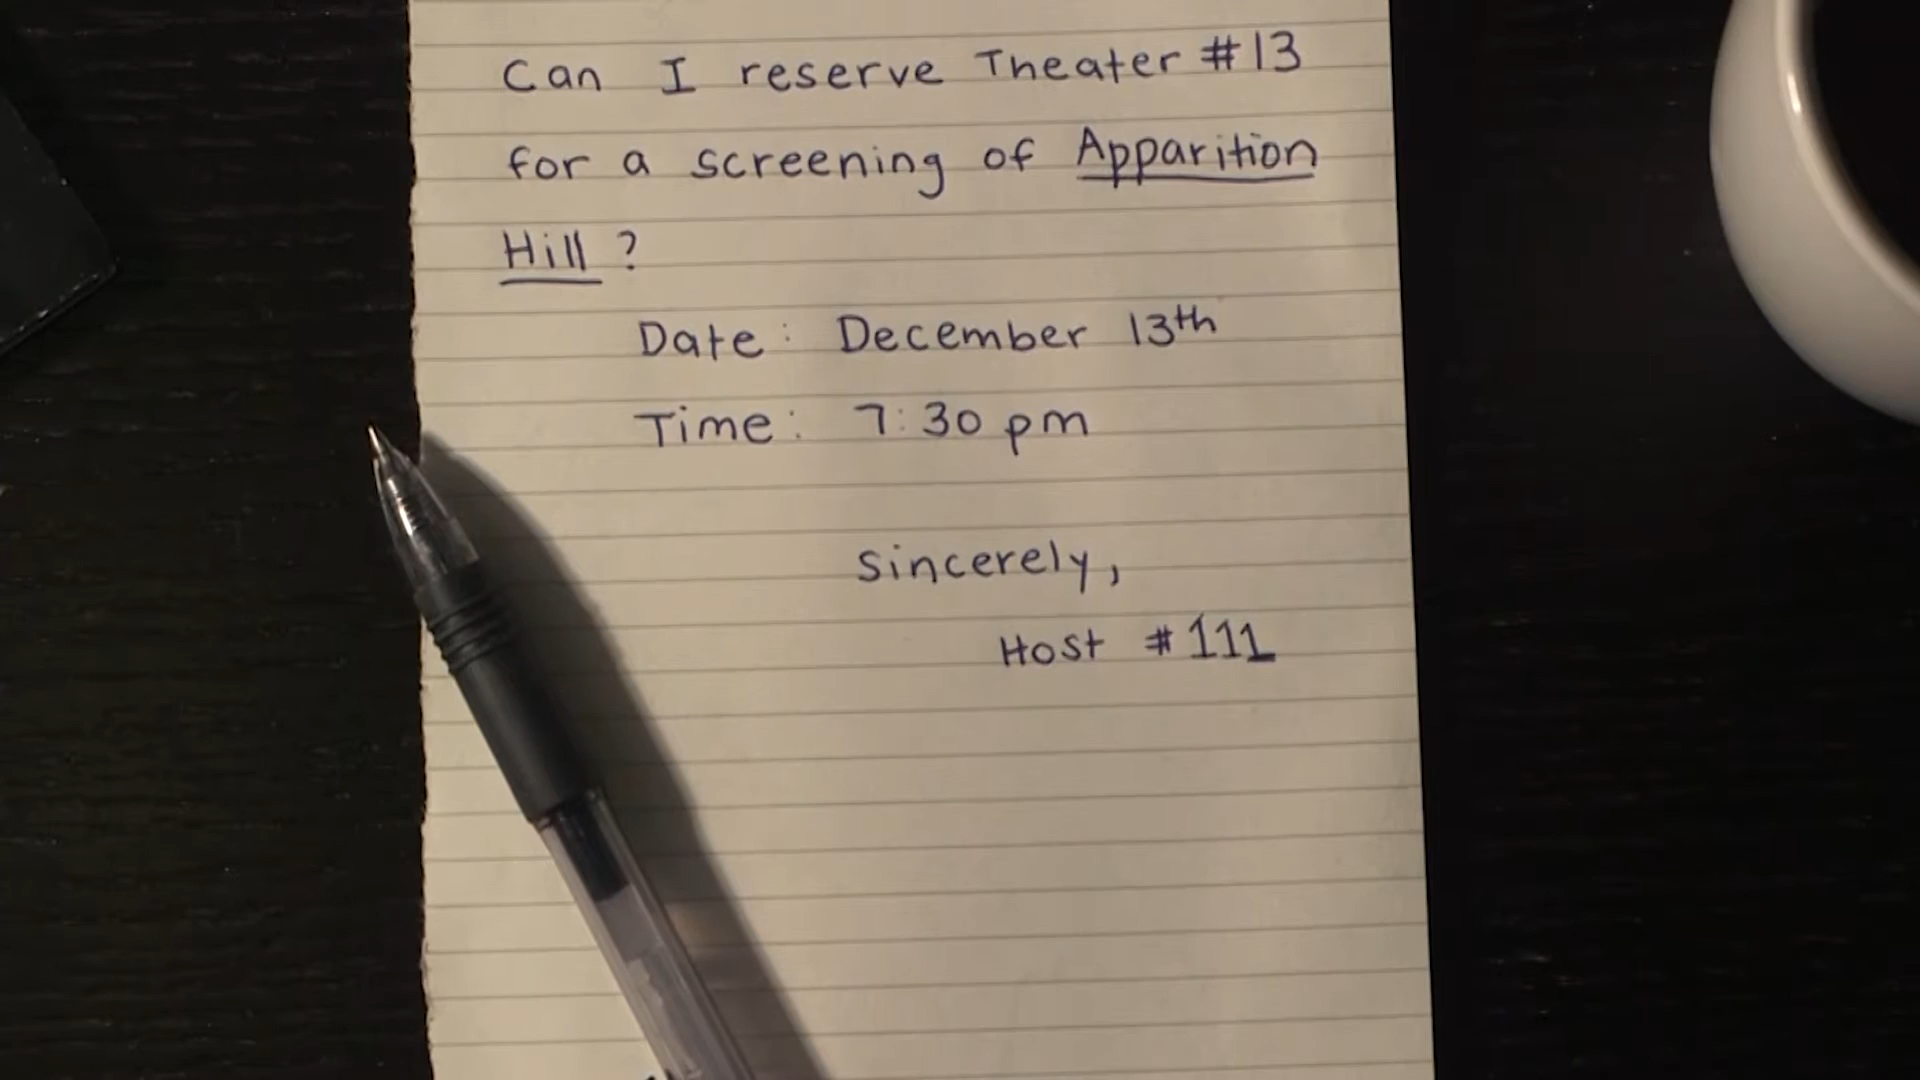 Can I reserve Theater #13
for a screening of Apparition
Hill?
Date: December 13th
Time: 7:30 pm
Sincerely,
Host #111